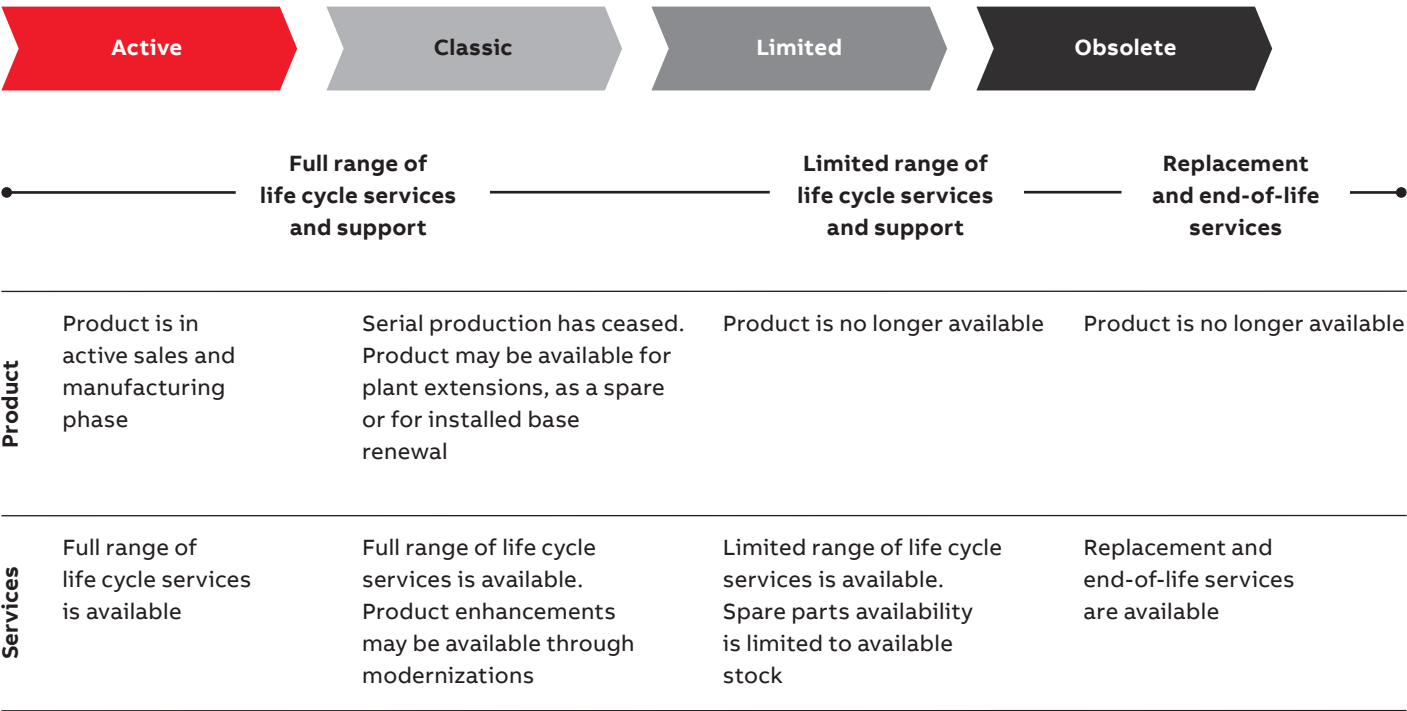 Active
Classic
Limited
Obsolete
Full range of
life cycle services
and support
Limited range of
life cycle services
and support
Replacement
and end-of-life
services
Product
Product is in
active sales and
manufacturing
phase
Serial production has ceased.
Product may be available for
plant extensions, as a spare
or for installed base
renewal
Product is no longer available
Product is no longer available
Services
Full range of
life cycle services
is available
Full range of life cycle
services is available.
Product enhancements
may be available through
modernizations
Limited range of life cycle
services is available.
Spare parts availability
is limited to available
stock
Replacement and
end-of-life services
are available